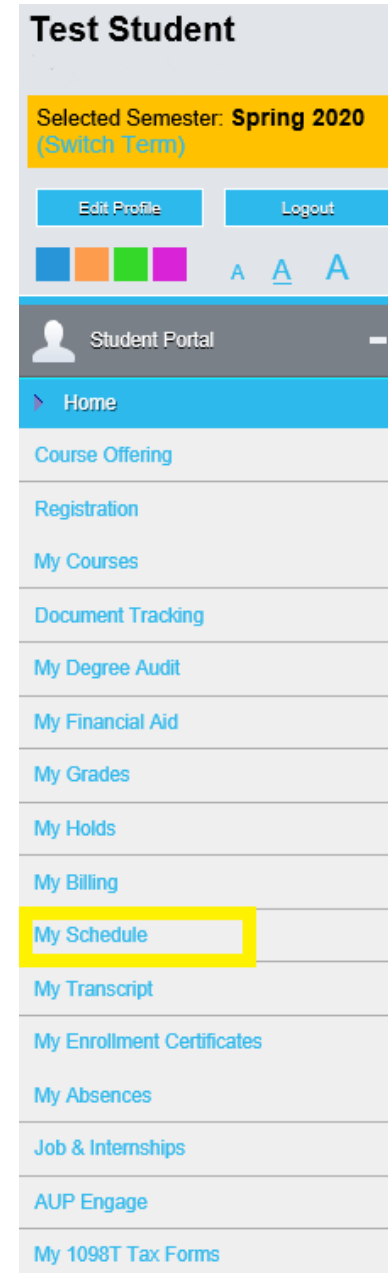 Test Student
Selected Semester: Spring 2020
(Switch Term)
Edit Profile Logout
A A A
Student Portal
Home
Course Offering
Registration
My Courses
Document Tracking
My Degree Audit
My Financial Aid
My Grades
My Holds
My Billing
My Schedule
My Transcript
My Enrollment Certificates
My Absences
Job & Internships
AUP Engage
My 1098T Tax Forms